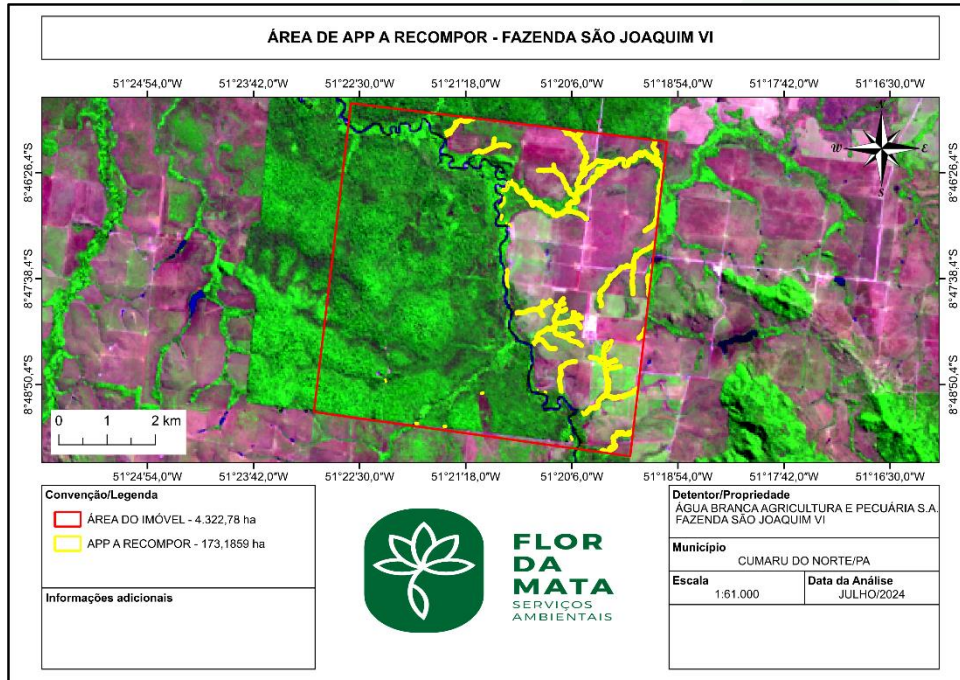 ÁREA DE APP A RECOMPOR - FAZENDA SÃO JOAQUIM VI
51°24'54,0"W 51°23'42,0"W 51°22'30,0"W 51°21'18,0"W 51°20'6,0"W 51°18'54,0"W 51°17'42,0"W 51°16'30,0"W
N
W E
S
8°46'26,4"S 8°46'26,4"S
8°47'38,4"S 8°47'38,4"S
8°48'50,4"S 8°48'50,4"S
0 1 2 km
51°24'54,0"W 51°23'42,0"W 51°22'30,0"W 51°21'18,0"W 51°20'6,0"W 51°18'54,0"W 51°17'42,0"W 51°16'30,0"W
Convenção/Legenda
ÁREA DO IMÓVEL - 4.322,78 ha
APP A RECOMPOR - 173,1859 ha
Informações adicionais
FLOR
DA
MATA
SERVIÇOS
AMBIENTAIS
Detentor/Propriedade
ÁGUA BRANCA AGRICULTURA E PECUÁRIA S.A.
FAZENDA SÃO JOAQUIM VI
Município
CUMARU DO NORTE/PA
Escala
1:61.000
Data da Análise
JULHO/2024